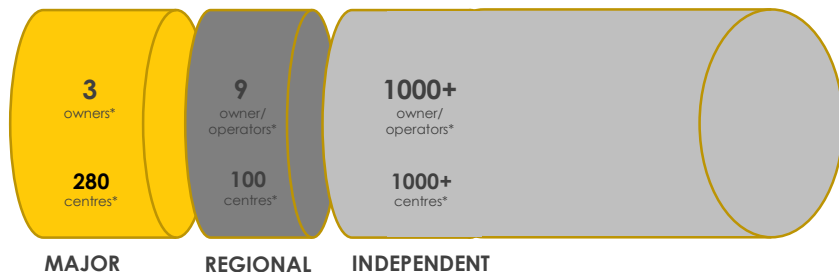 3
owners*
280
centres*
MAJOR
9
owner/
operators*
100
centres*
REGIONAL
1000+
owner/
operators*
1000+
centres*
INDEPENDENT